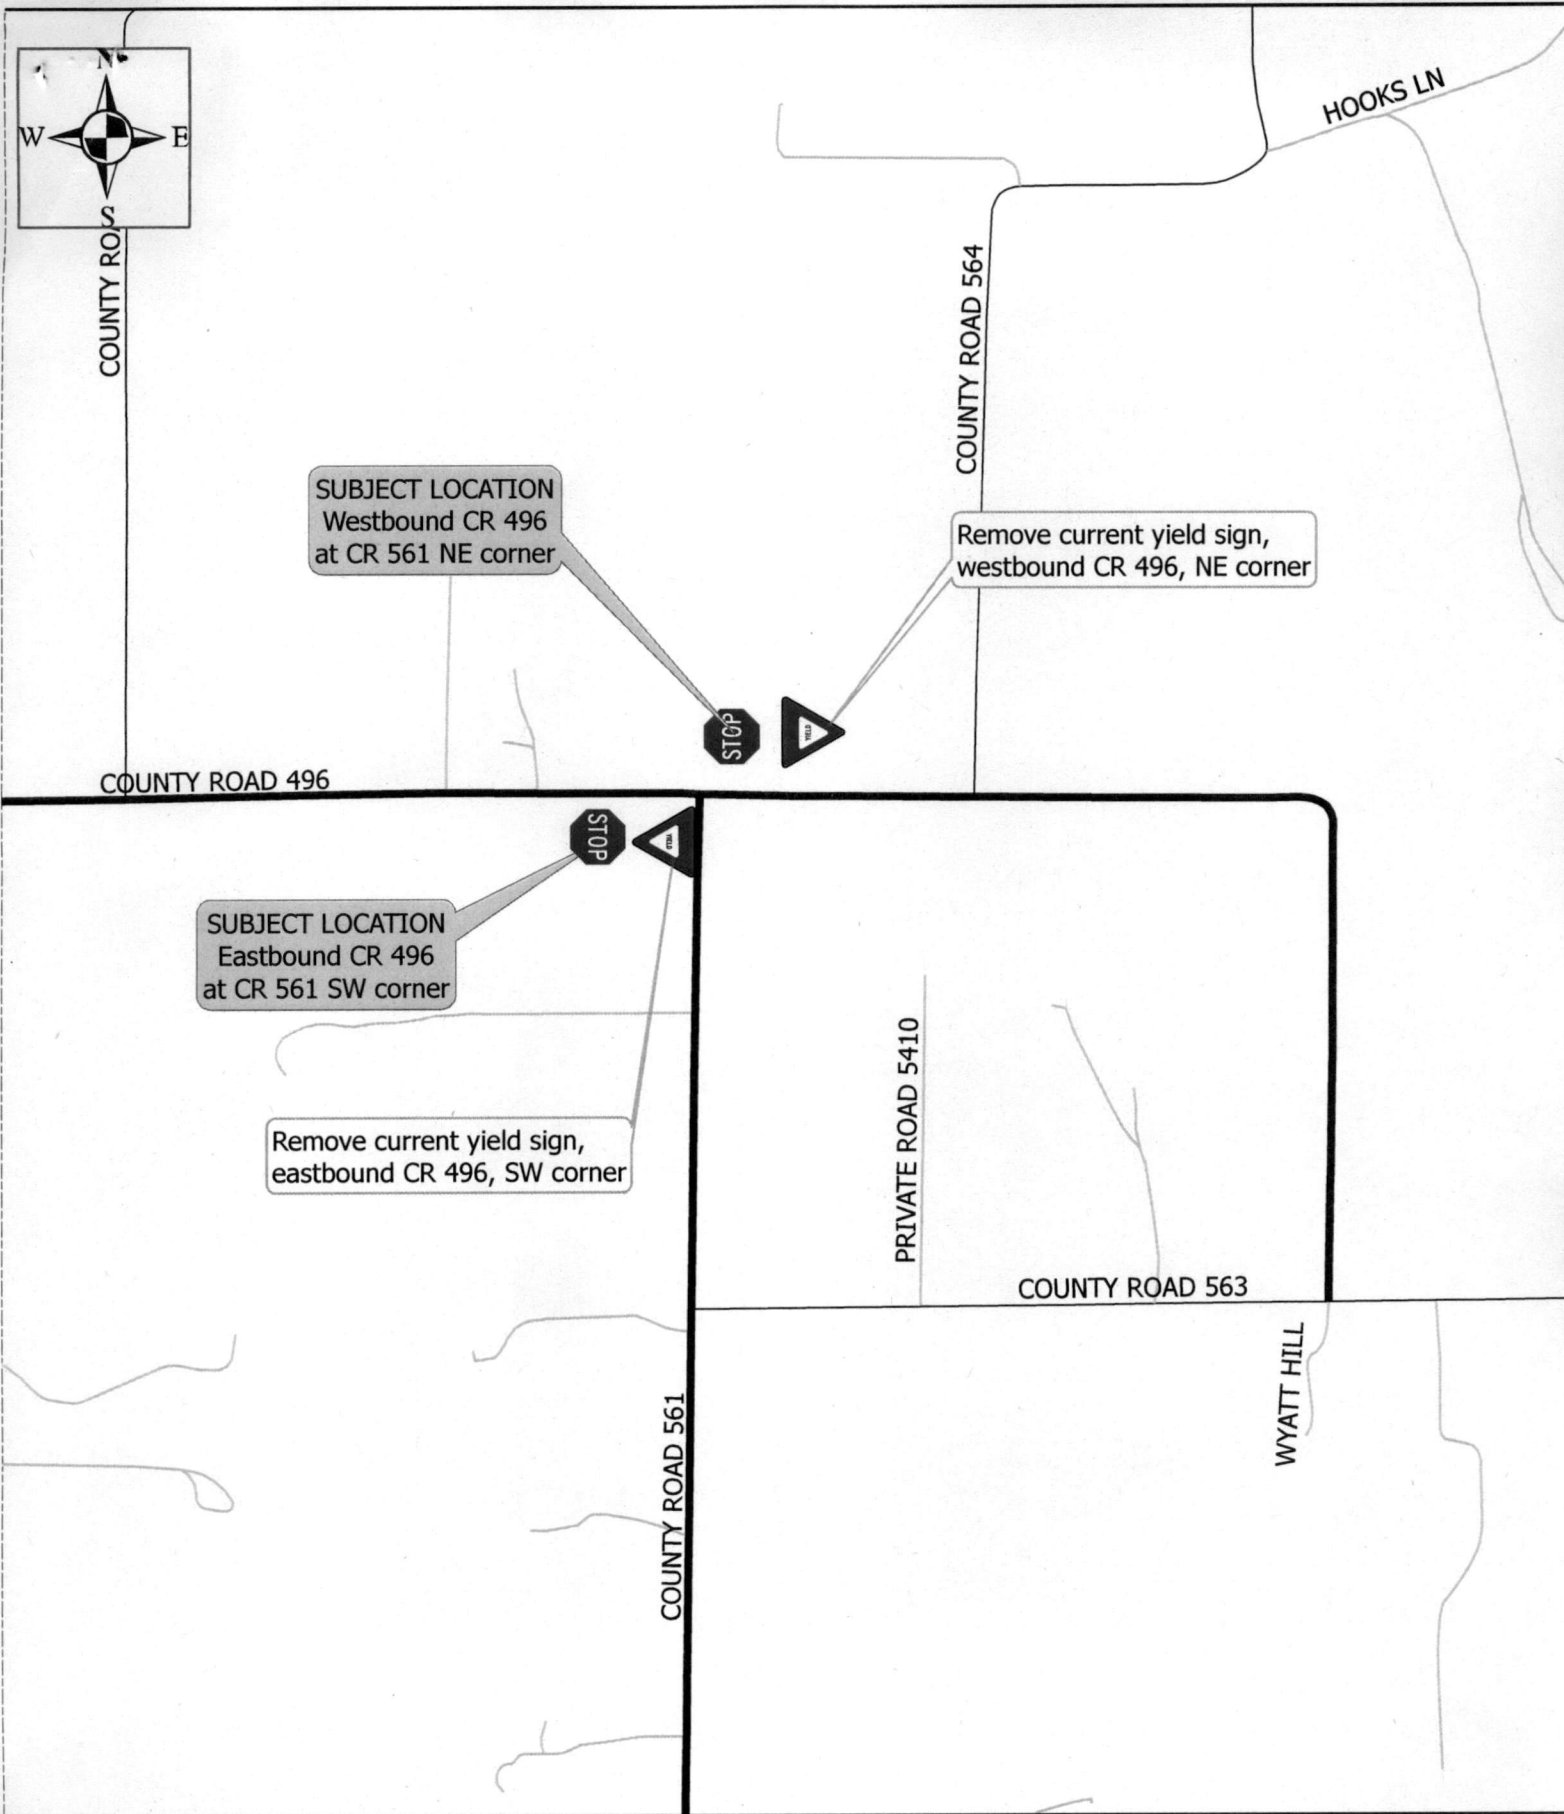 N
W E
S
COUNTY ROA
HOOKS LN
COUNTY ROAD 564
SUBJECT LOCATION
Westbound CR 496
at CR 561 NE corner
Remove current yield sign,
westbound CR 496, NE corner
STOP
YIELD
COUNTY ROAD 496
STOP
YIELD
SUBJECT LOCATION
Eastbound CR 496
at CR 561 SW corner
Remove current yield sign,
eastbound CR 496, SW corner
PRIVATE ROAD 5410
COUNTY ROAD 563
WYATT HILL
COUNTY ROAD 561